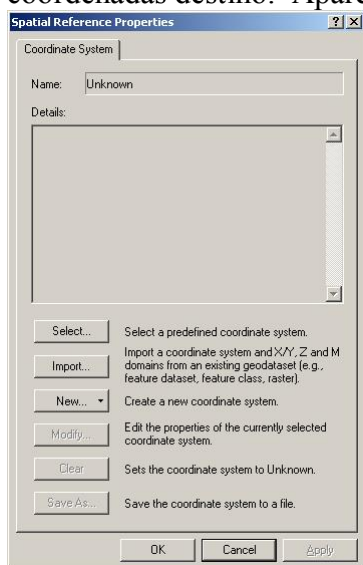 coordenadas destino.
Spatial Reference Properties
Coordinate System
Name: Unknown
Details:
Select... Select a predefined coordinate system.
Import... Import a coordinate system and X/Y, Z and M
domains from an existing geodataset (e.g.,
feature dataset, feature class, raster).
New... Create a new coordinate system.
Modify... Edit the properties of the currently selected
coordinate system.
Clear Sets the coordinate system to Unknown.
Save As... Save the coordinate system to a file.
OK Cancel Apply